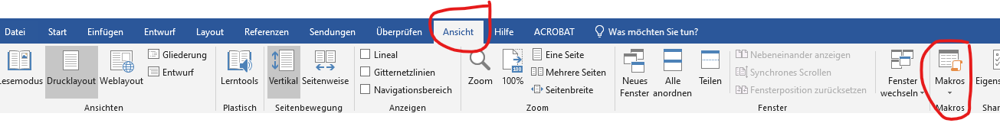 Datei Start Einfügen Entwurf Layout Referenzen Sendungen Überprüfen Ansicht Hilfe ACROBAT Was möchten Sie tun?
Lesemodus Drucklayout Weblayout
Gliederung
Entwurf
Ansichten
Lerntools
Plastisch
Vertikal Seitenweise
Seitenbewegung
Lineal
Gitternetzlinien
Navigationsbereich
Anzeigen
Zoom 100%
100
Eine Seite
Mehrere Seiten
Seitenbreite
Zoom
Neues
Fenster
Alle
anordnen
Teilen
Nebeneinander anzeigen
Synchrones Scrollen
Fensterposition zurücksetzen
Fenster
wechseln
Fenster
Makros
Makros
Eigens
Shar